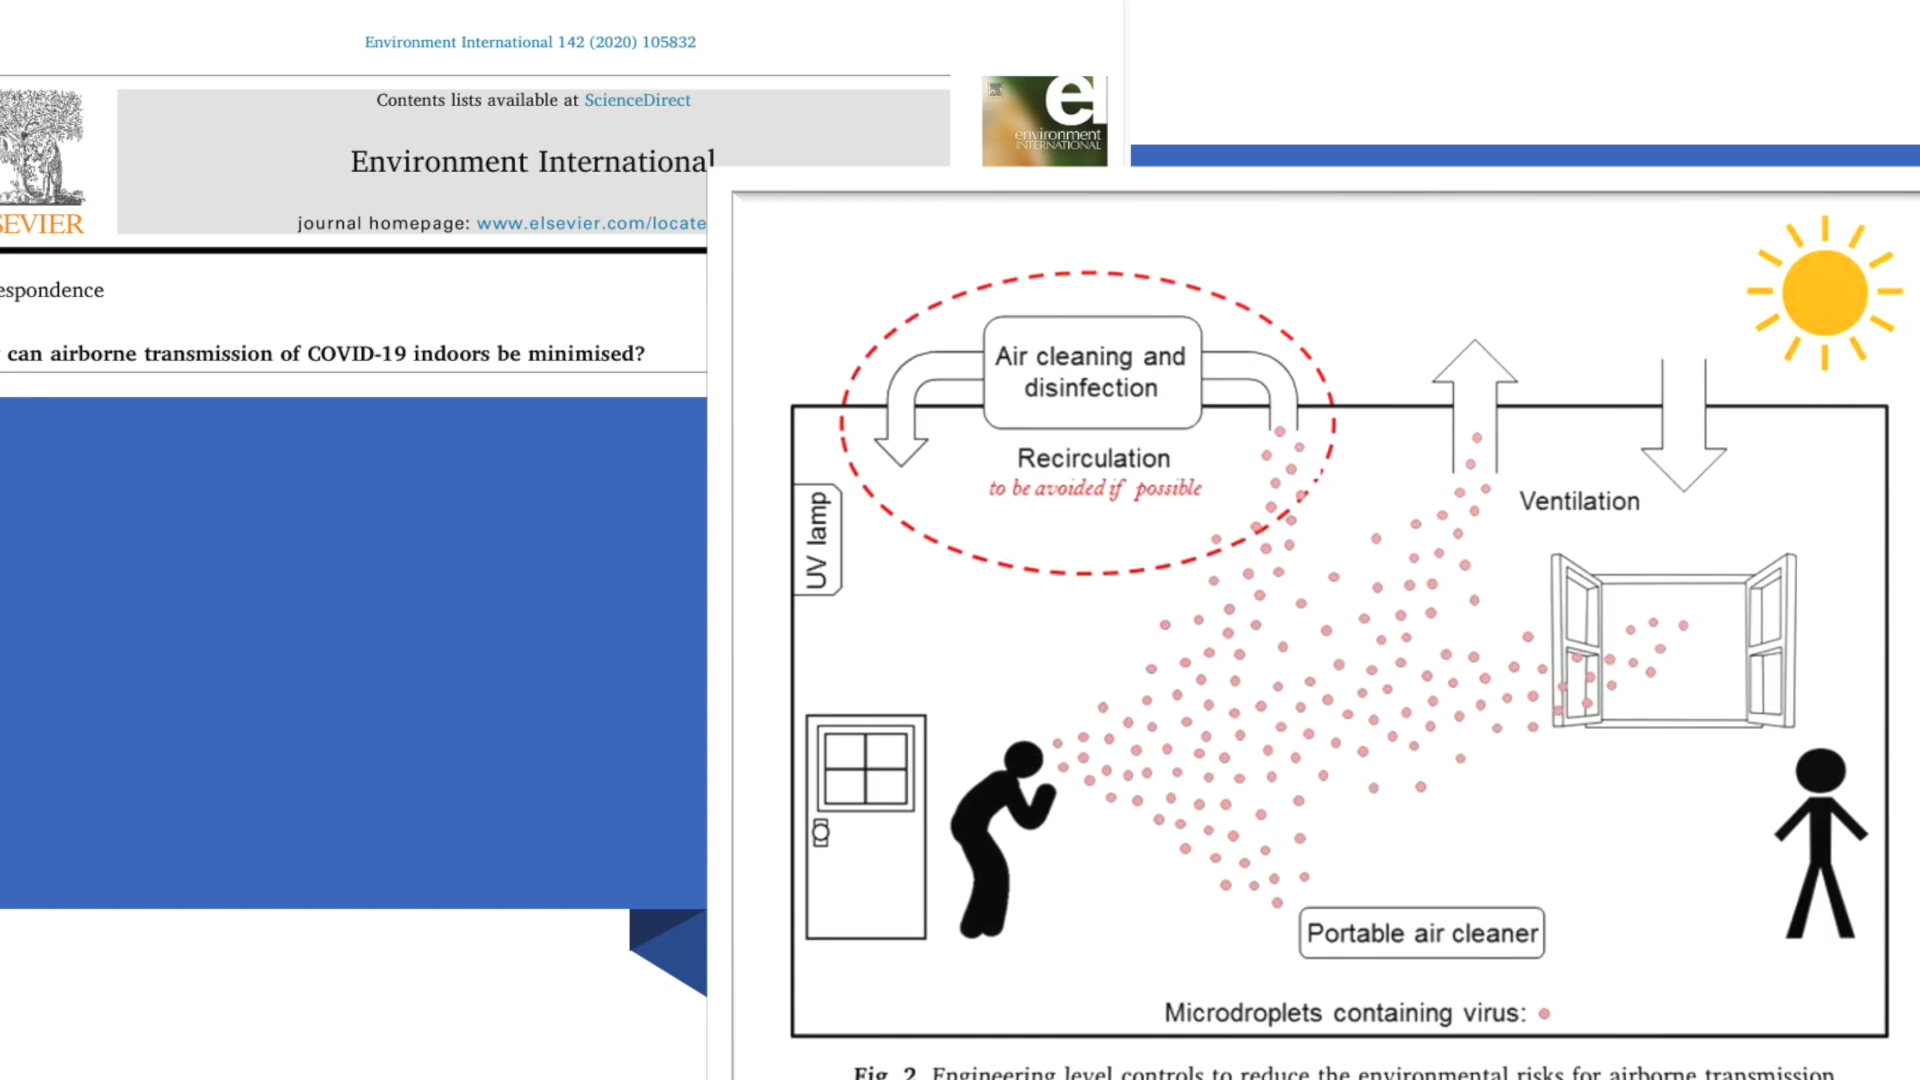 Environment International 142 (2020) 105832
Contents lists available at ScienceDirect
Environment International
journal homepage: www.elsevier.com/locate
SEVIER
e
environment
INTERNATIONAL
espondence
can airborne transmission of COVID-19 indoors be minimised?
Air cleaning and
disinfection
Recirculation
to be avoided if possible
UV lamp
Ventilation
Portable air cleaner
Microdroplets containing virus:
Fig. 2. Engineering level controls to reduce the environmental risks for airborne transmission